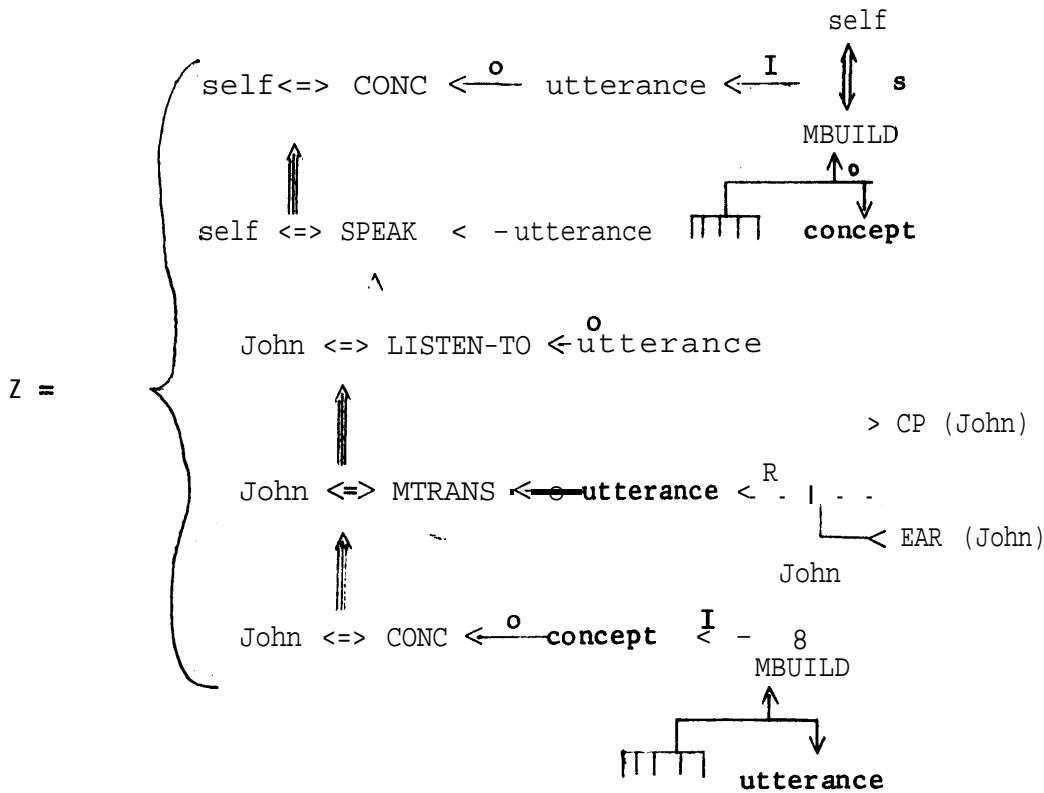 self
self<=> CONC <— o utterance <— I s
MBUILD
o
self <=> SPEAK < – utterance concept
John <=> LISTEN-TO <- o utterance
Z =
> CP (John)
John <=> MTRANS <— o utterance < - R - | - -
EAR (John)
John
John <=> CONC <— o concept < – I 8
MBUILD
utterance